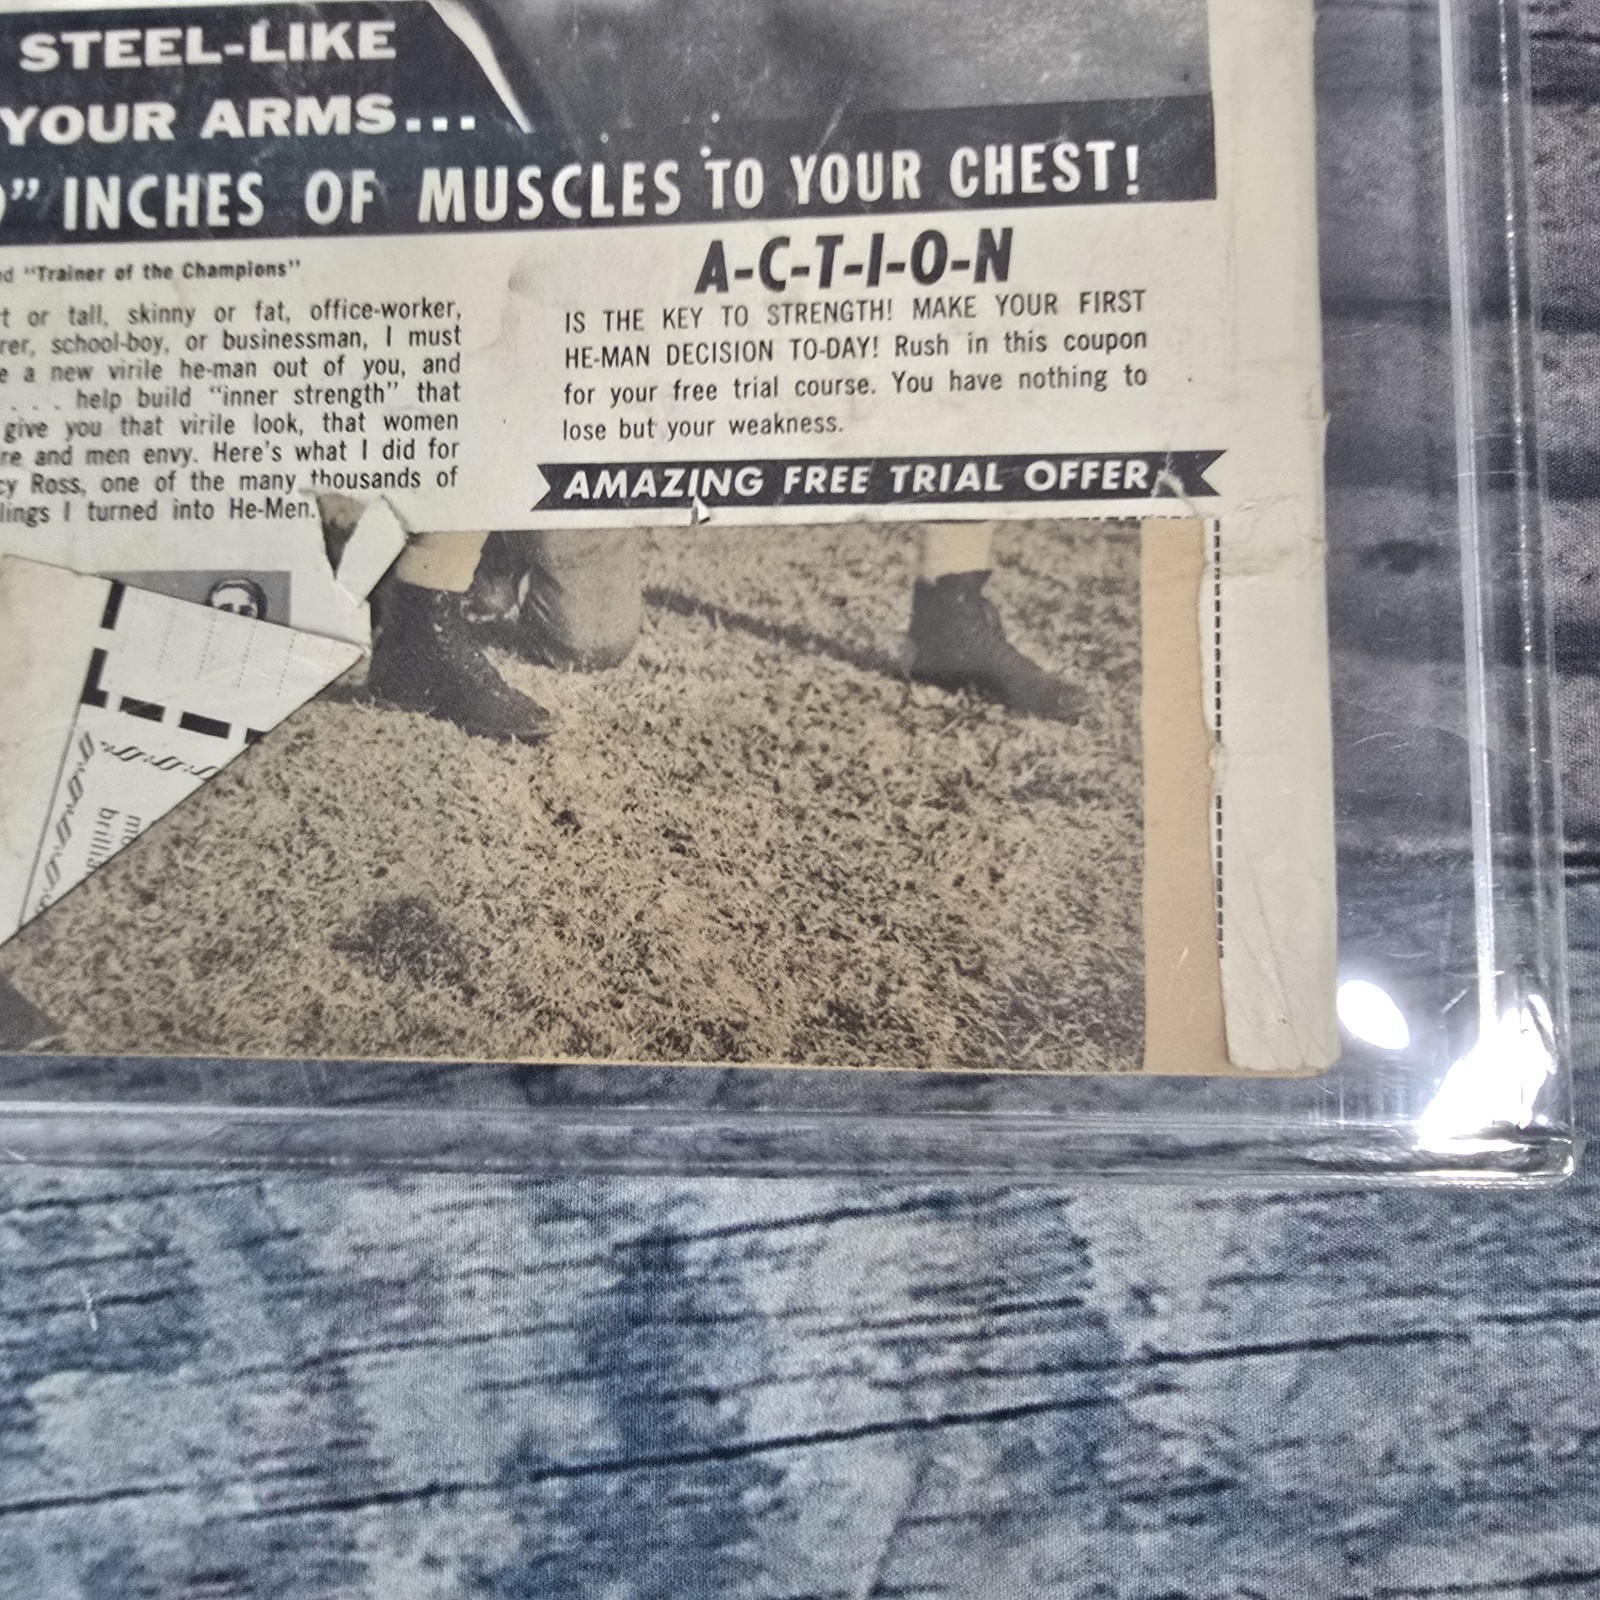 STEEL-LIKE
YOUR ARMS...
" INCHES OF MUSCLES TO YOUR CHEST!
"Trainer of the Champions"
or tall, skinny or fat, office-worker,
school-boy, or businessman, I must
a new virile he-man out of you, and
. . . help build "inner strength" that
give you that virile look, that women
and men envy. Here's what I did for
Ross, one of the many thousands of
I turned into He-Men.
A-C-T-I-O-N
IS THE KEY TO STRENGTH! MAKE YOUR FIRST
HE-MAN DECISION TO-DAY! Rush in this coupon
for your free trial course. You have nothing to
lose but your weakness.
AMAZING FREE TRIAL OFFER